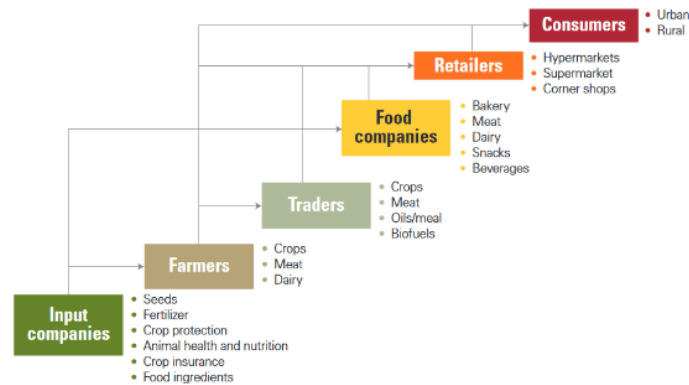 Consumers
• Urban
• Rural
Retailers
• Hypermarkets
• Supermarket
• Corner shops
Food
companies
• Bakery
• Meat
• Dairy
• Snacks
• Beverages
Traders
• Crops
• Meat
• Oils/meal
• Biofuels
Farmers
• Crops
• Meat
• Dairy
Input
companies
• Seeds
• Fertilizer
• Crop protection
• Animal health and nutrition
• Crop insurance
• Food ingredients